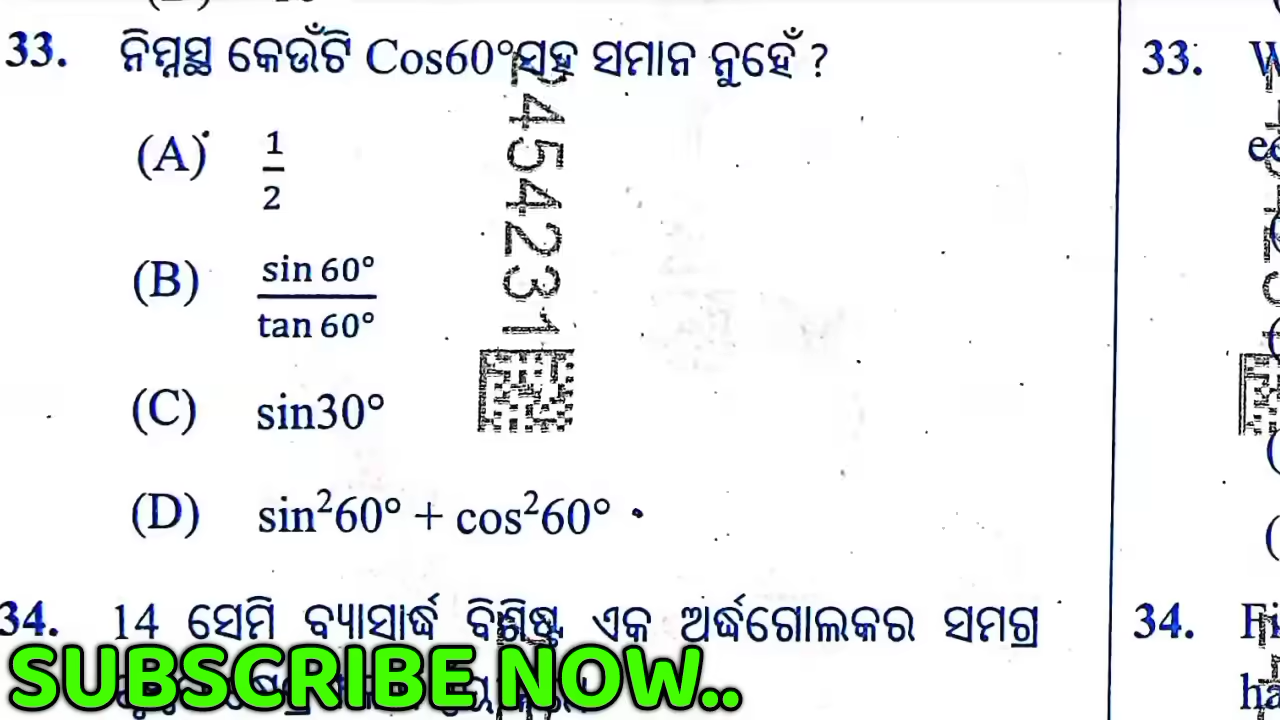 33. ନିମ୍ନସ୍ଥ କେଉଁଟି Cos60° ସହ ସମାନ ନୁହେଁ ?
(A) 1/2
(B) sin 60°/tan 60°
(C) sin30°
(D) sin²60° + cos²60°
34. 14 ସେମି ବ୍ୟାସାର୍ଦ୍ଧ ବିଶିଷ୍ଟ ଏକ ଅର୍ଦ୍ଧଗୋଲକର ସମଗ୍ର
SUBSCRIBE NOW..
2454231
33.
34.